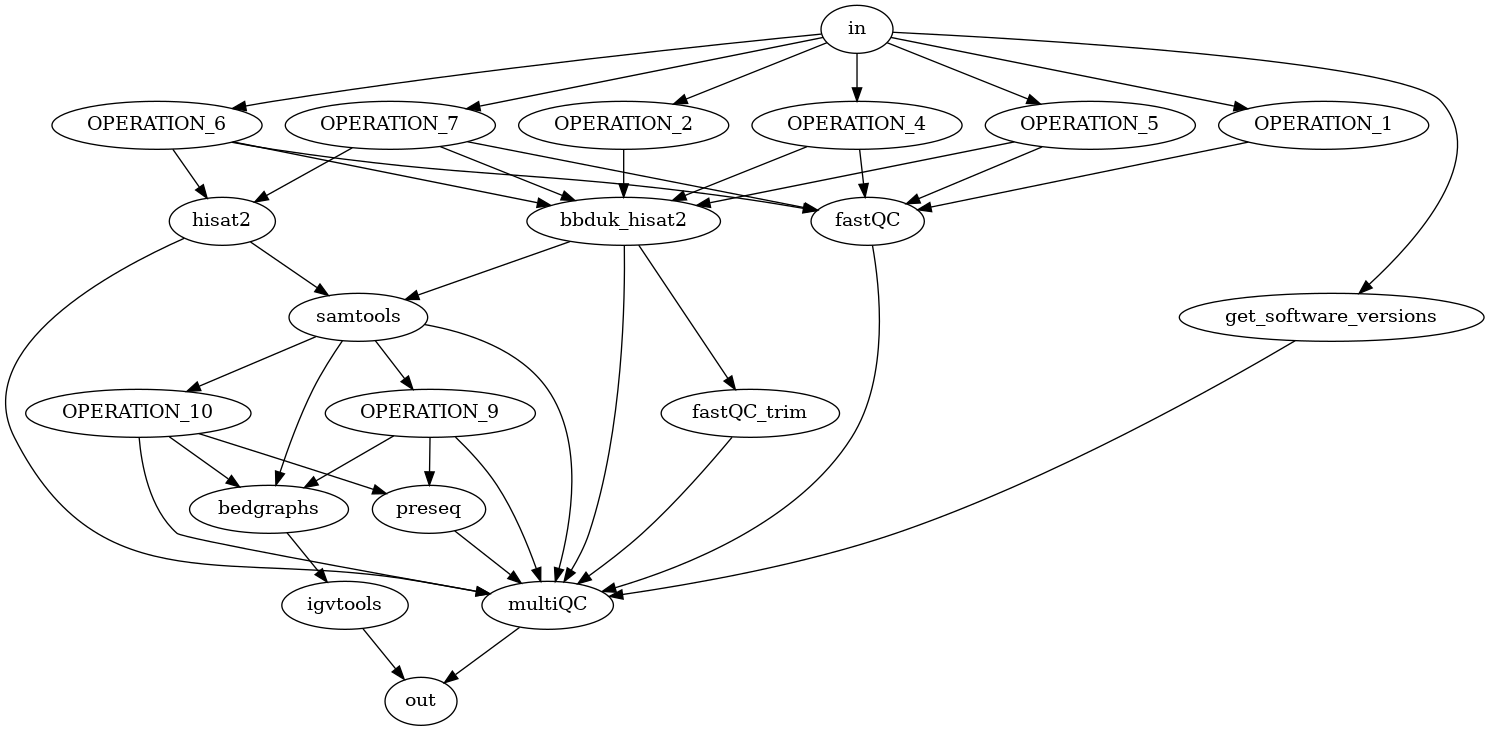 in
OPERATION_6
OPERATION_7
OPERATION_2
OPERATION_4
OPERATION_5
OPERATION_1
hisat2
bbduk_hisat2
fastQC
samtools
get_software_versions
OPERATION_10
OPERATION_9
fastQC_trim
bedgraphs
preseq
igvtools
multiQC
out